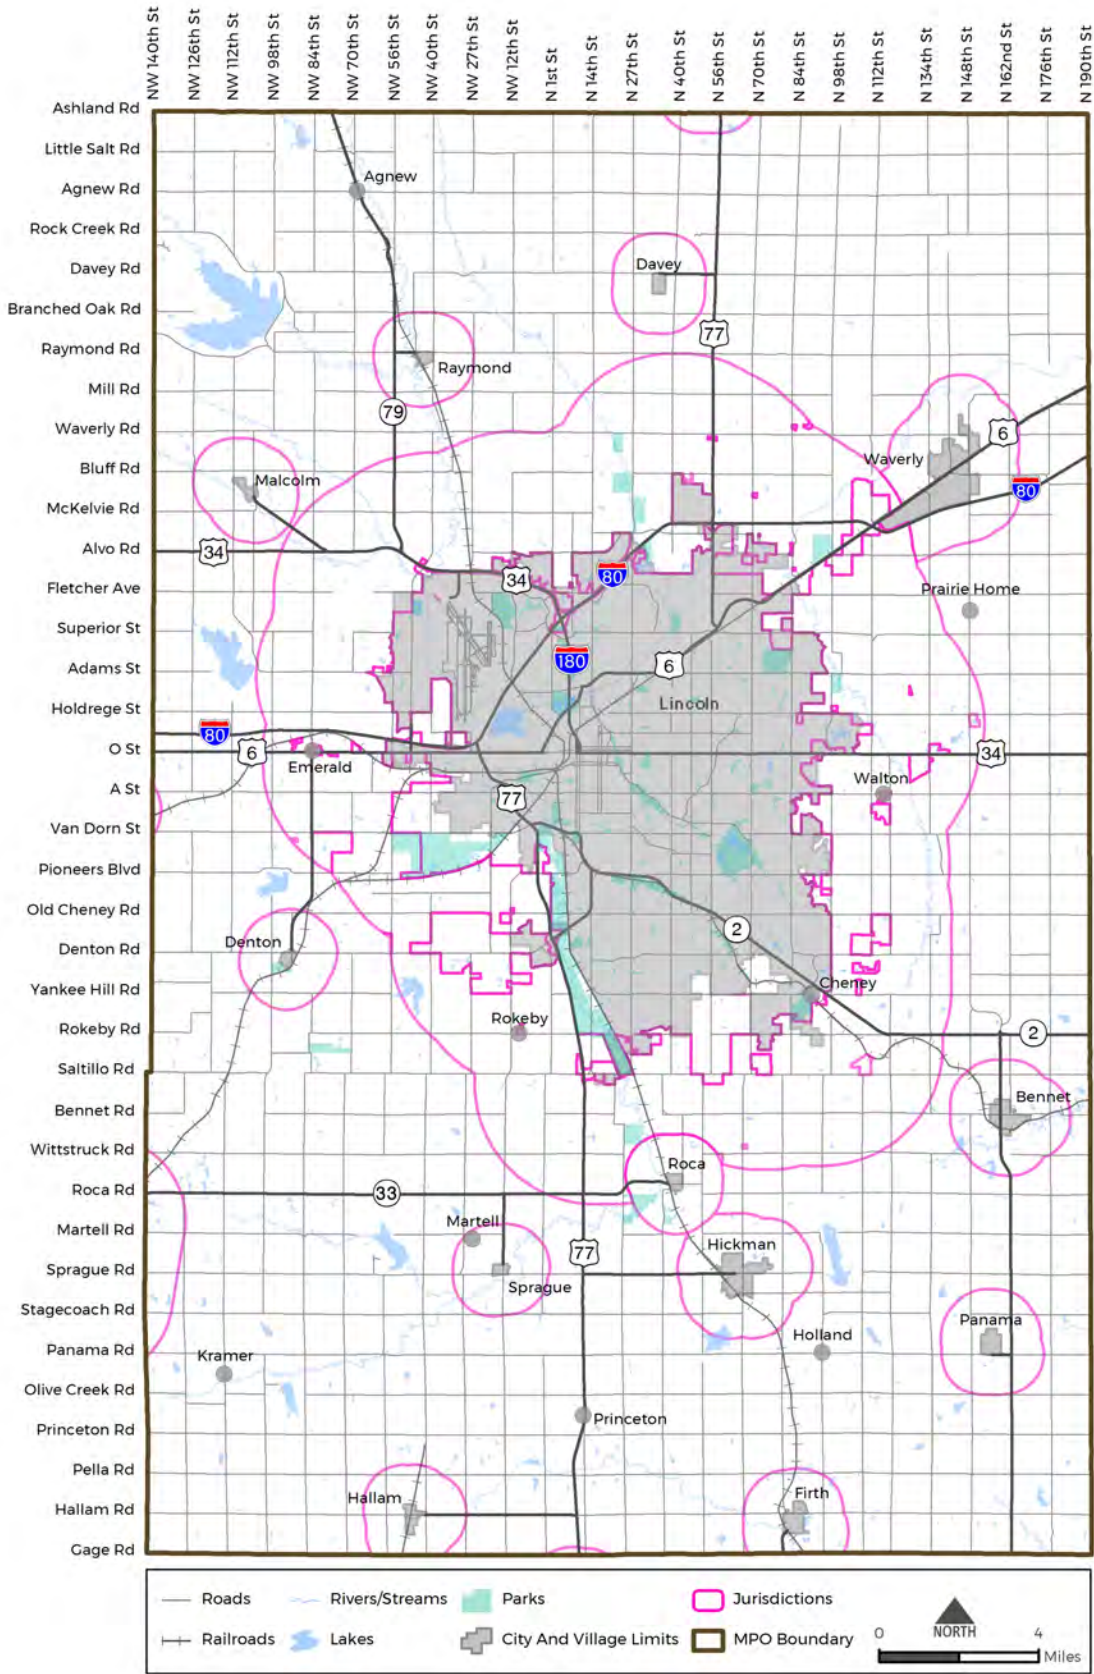 NW 140th St
NW 126th St
NW 112th St
NW 98th St
NW 84th St
NW 70th St
NW 56th St
NW 40th St
NW 27th St
NW 12th St
N 1st St
N 14th St
N 27th St
N 40th St
N 56th St
N 70th St
N 84th St
N 98th St
N 112th St
N 134th St
N 148th St
N 162nd St
N 176th St
N 190th St
Ashland Rd
Little Salt Rd
Agnew Rd
Rock Creek Rd
Davey Rd
Branched Oak Rd
Raymond Rd
Mill Rd
Waverly Rd
Bluff Rd
McKelvie Rd
Alvo Rd
Fletcher Ave
Superior St
Adams St
Holdrege St
O St
A St
Van Dorn St
Pioneers Blvd
Old Cheney Rd
Denton Rd
Yankee Hill Rd
Rokeby Rd
Saltillo Rd
Bennet Rd
Wittstruck Rd
Roca Rd
Martell Rd
Sprague Rd
Stagecoach Rd
Panama Rd
Olive Creek Rd
Princeton Rd
Pella Rd
Hallam Rd
Gage Rd
Agnew
Davey
77
Raymond
79
6
Waverly
Malcolm
80
34
34
80
Prairie Home
180
6
Lincoln
80
6
Emerald
34
Walton
77
2
Denton
Cheney
Rokeby
2
Bennet
Roca
33
Martell
77
Hickman
Sprague
Holland
Panama
Kramer
Princeton
Hallam
Firth
Roads
Rivers/Streams
Parks
Jurisdictions
Railroads
Lakes
City And Village Limits
MPO Boundary
NORTH
0
4
Miles